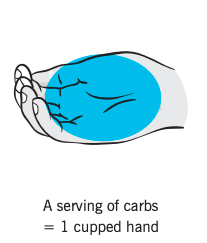 A serving of carbs
= 1 cupped hand